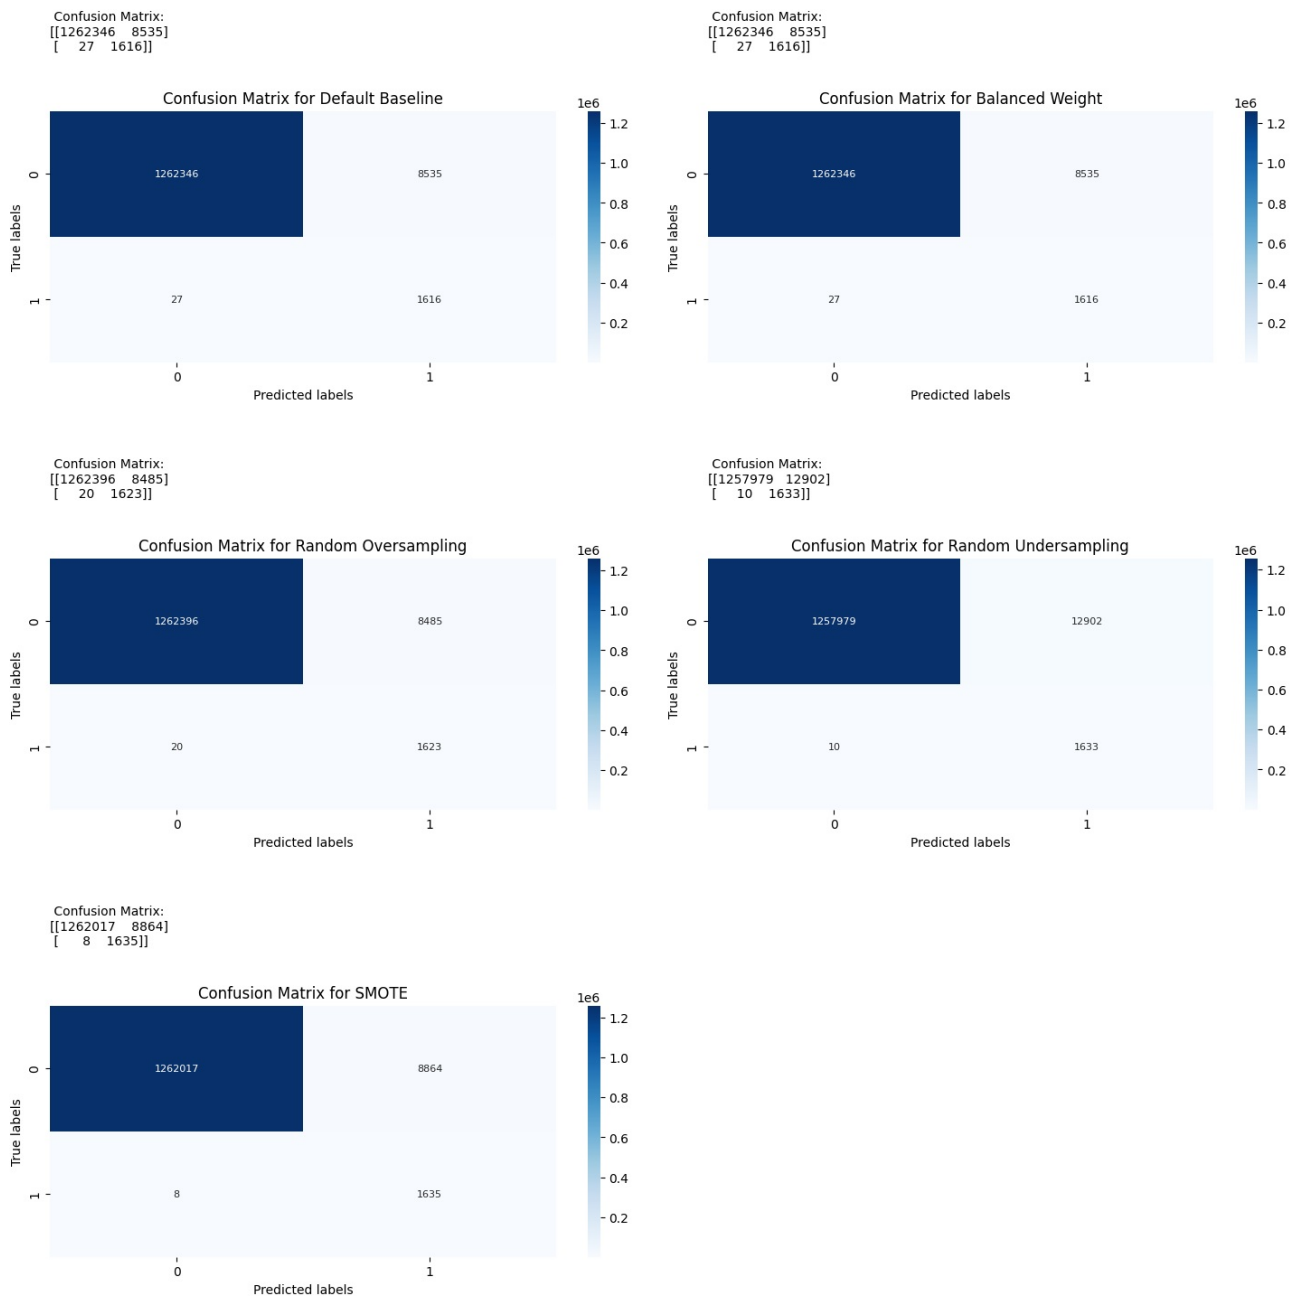 Confusion Matrix:
[[1262346    8535]
[     27    1616]]
Confusion Matrix for Default Baseline
1e6
1.2
1.0
0.8
0.6
0.4
0.2
True labels
0
1262346
8535
1
27
1616
0
1
Predicted labels
Confusion Matrix:
[[1262346    8535]
[     27    1616]]
Confusion Matrix for Balanced Weight
1e6
1.2
1.0
0.8
0.6
0.4
0.2
True labels
0
1262346
8535
1
27
1616
0
1
Predicted labels
Confusion Matrix:
[[1262396    8485]
[     20    1623]]
Confusion Matrix for Random Oversampling
1e6
1.2
1.0
0.8
0.6
0.4
0.2
True labels
0
1262396
8485
1
20
1623
0
1
Predicted labels
Confusion Matrix:
[[1257979   12902]
[     10    1633]]
Confusion Matrix for Random Undersampling
1e6
1.2
1.0
0.8
0.6
0.4
0.2
True labels
0
1257979
12902
1
10
1633
0
1
Predicted labels
Confusion Matrix:
[[1262017    8864]
[      8    1635]]
Confusion Matrix for SMOTE
1e6
1.2
1.0
0.8
0.6
0.4
0.2
True labels
0
1262017
8864
1
8
1635
0
1
Predicted labels